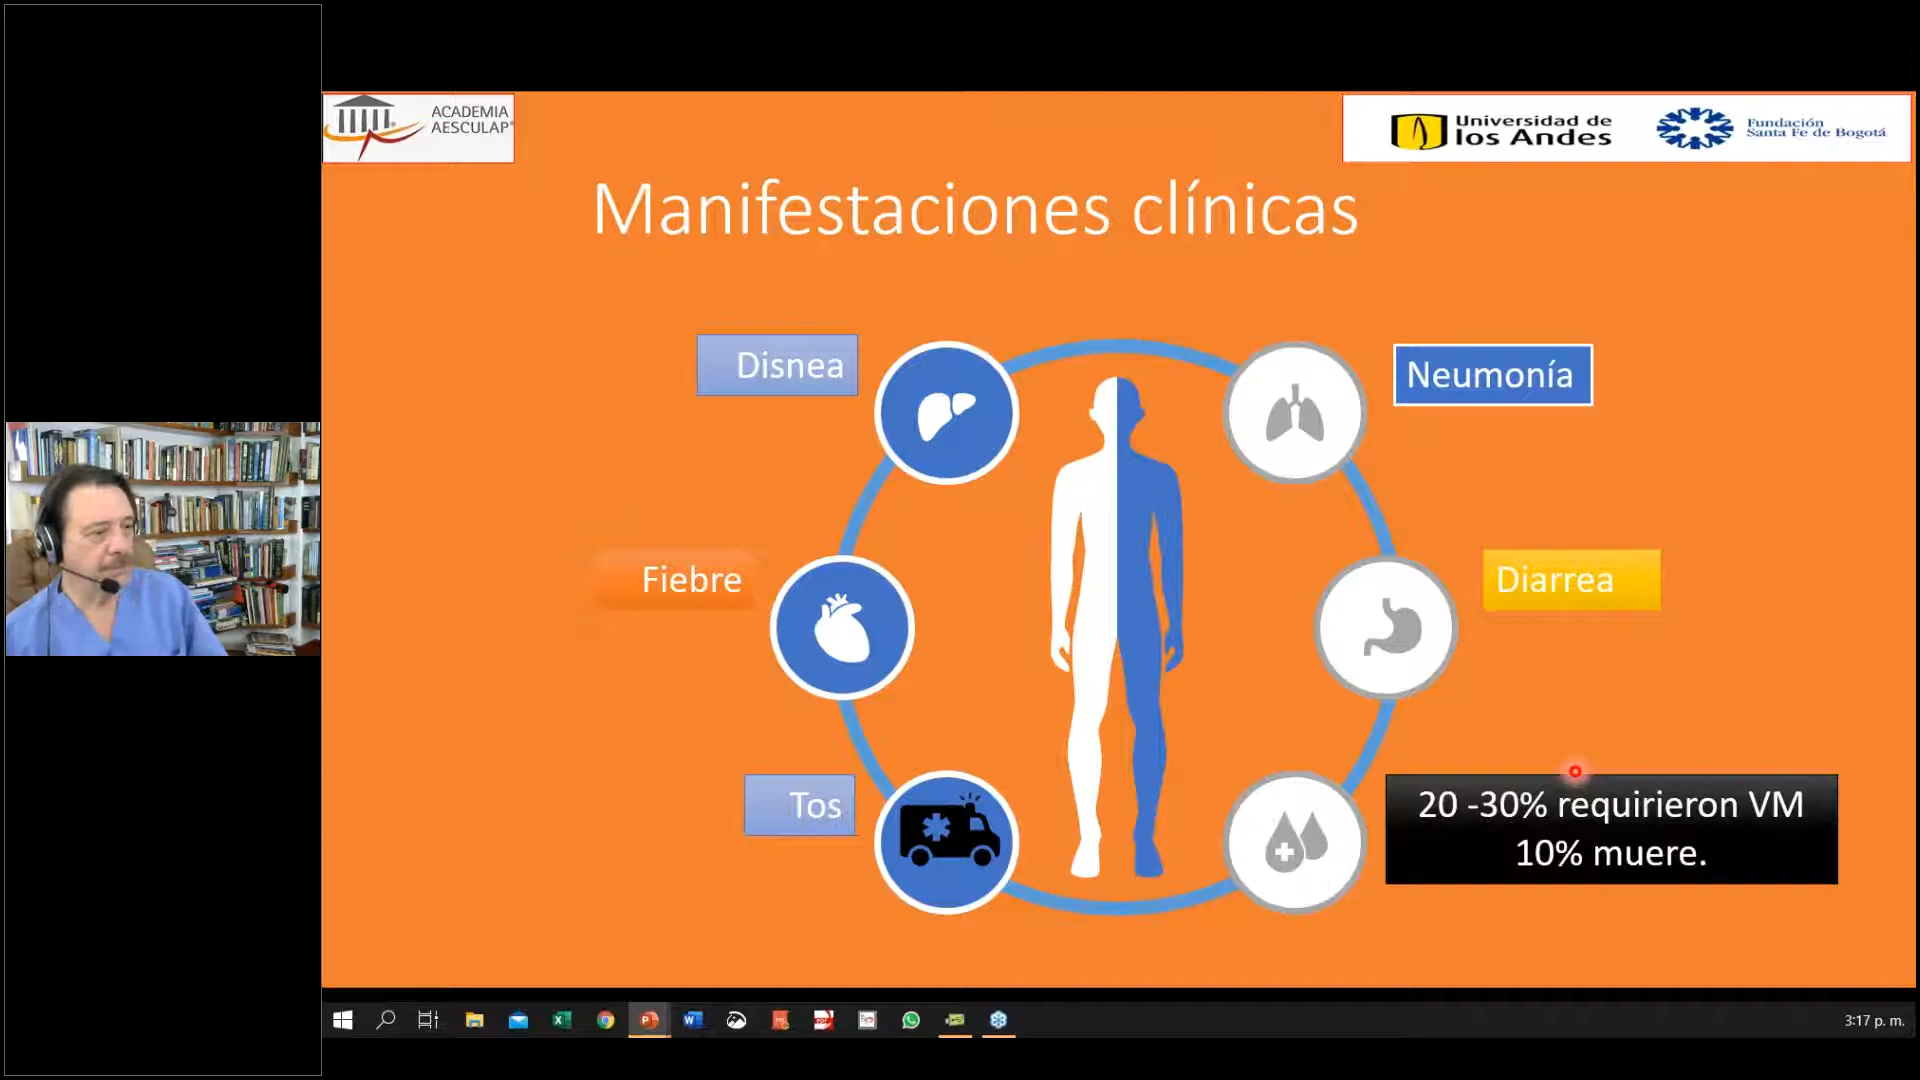 ACADEMIA
AESCULAP®
Universidad de
los Andes
Fundación
Santa Fe de Bogotá
Manifestaciones clínicas
Disnea
Neumonía
Fiebre
Diarrea
Tos
20 -30% requirieron VM
10% muere.
3:17 p. m.